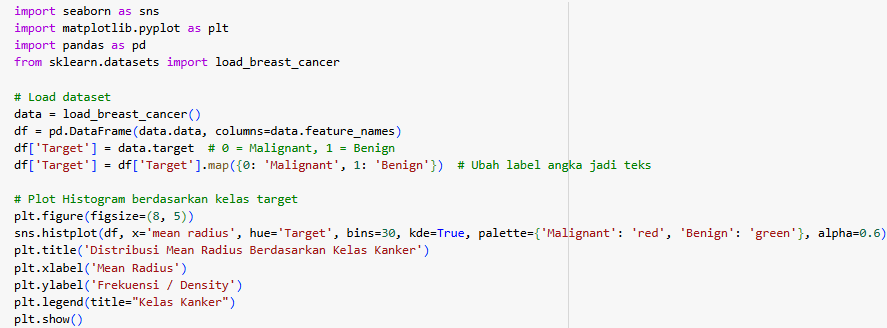 import seaborn as sns
import matplotlib.pyplot as plt
import pandas as pd
from sklearn.datasets import load_breast_cancer
# Load dataset
data = load_breast_cancer()
df = pd.DataFrame(data.data, columns=data.feature_names)
df['Target'] = data.target  # 0 = Malignant, 1 = Benign
df['Target'] = df['Target'].map({0: 'Malignant', 1: 'Benign'})  # Ubah label angka jadi teks
# Plot Histogram berdasarkan kelas target
plt.figure(figsize=(8, 5))
sns.histplot(df, x='mean radius', hue='Target', bins=30, kde=True, palette={'Malignant': 'red', 'Benign': 'green'}, alpha=0.6)
plt.title('Distribusi Mean Radius Berdasarkan Kelas Kanker')
plt.xlabel('Mean Radius')
plt.ylabel('Frekuensi / Density')
plt.legend(title="Kelas Kanker")
plt.show()